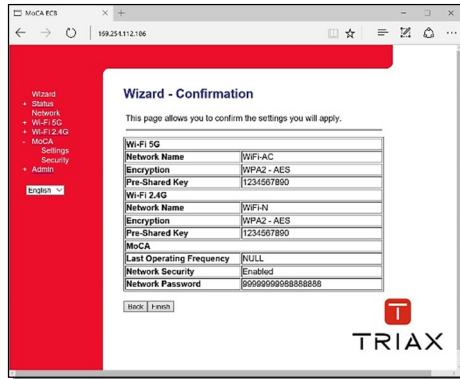 MoCA ECB
169.254.112.106
Wizard
+ Status
Network
+ Wi-Fi 5G
+ Wi-Fi 2.4G
- MoCA
Settings
Security
+ Admin
English
Wizard - Confirmation
This page allows you to confirm the settings you will apply.
Wi-Fi 5G
Network Name WiFi-AC
Encryption WPA2 - AES
Pre-Shared Key 1234567890
Wi-Fi 2.4G
Network Name WiFi-N
Encryption WPA2 - AES
Pre-Shared Key 1234567890
MoCA
Last Operating Frequency NULL
Network Security Enabled
Network Password 99999999988888888
Back Finish
T
TRIAX